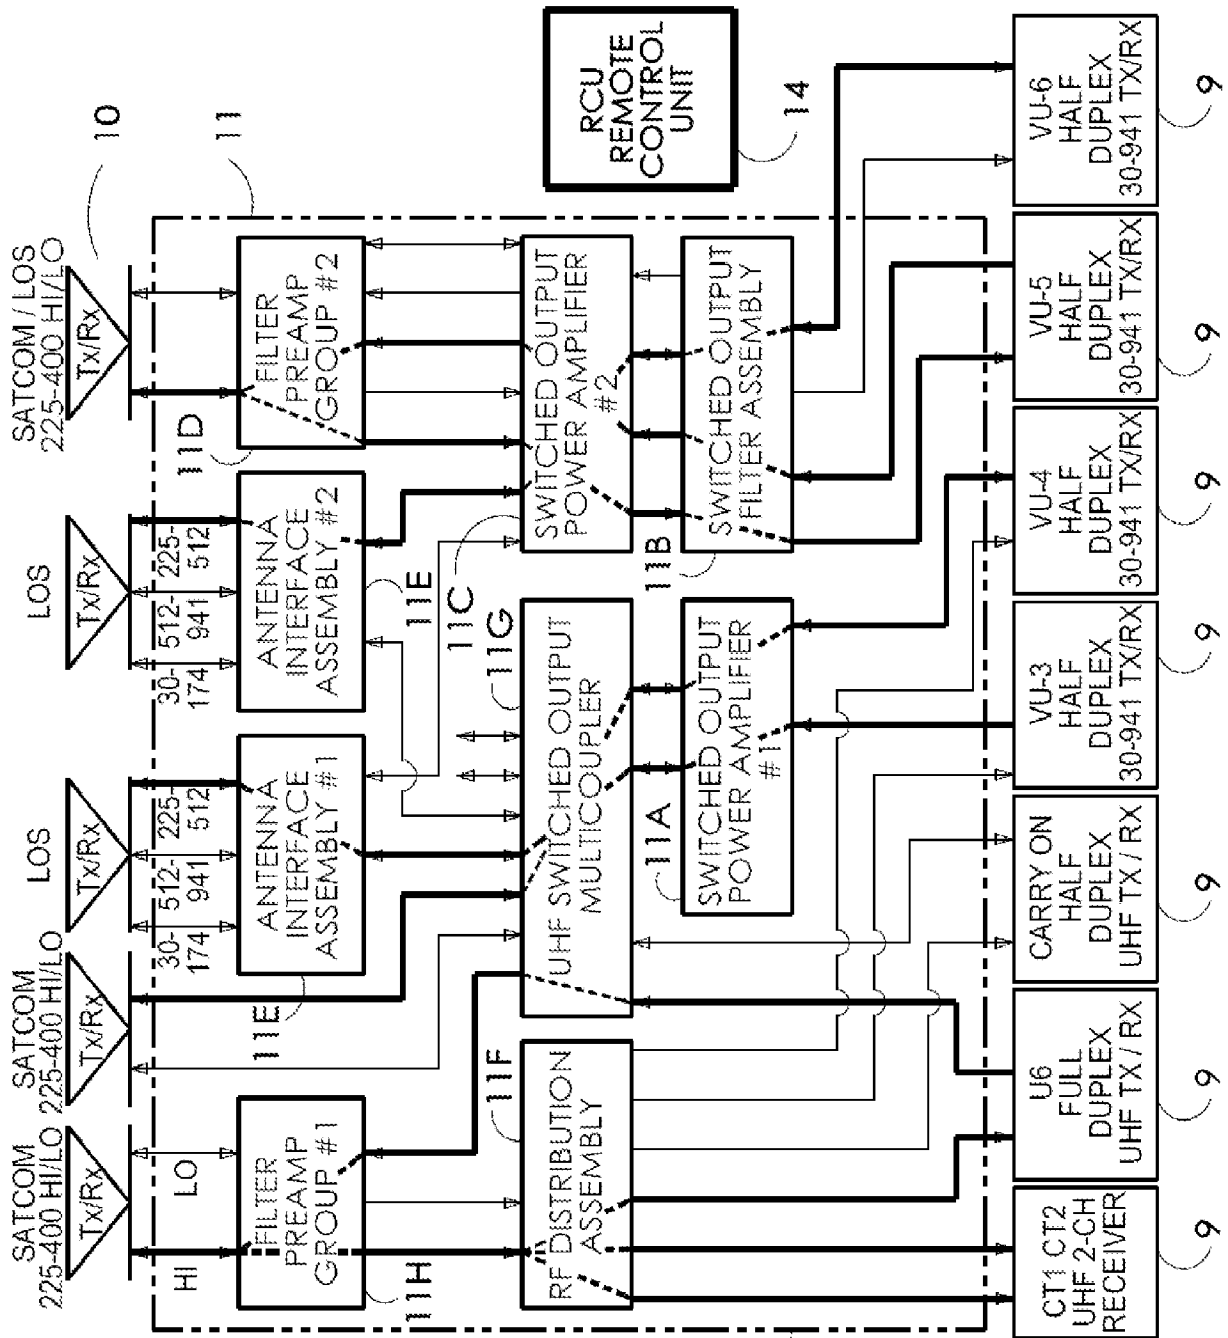 SATCOM
225-400 HI/LO
Tx/Rx
SATCOM
225-400 HI/LO
Tx/Rx
LOS
Tx/Rx
LOS
Tx/Rx
SATCOM / LOS
225-400 HI/LO
Tx/Rx
10
HI
LO
30-
174
512-
941
225-
512
30-
174
512-
941
225-
512
11
FILTER
PREAMP
GROUP #1
11H
ANTENNA
INTERFACE
ASSEMBLY #1
11E
ANTENNA
INTERFACE
ASSEMBLY #2
11E
FILTER
PREAMP
GROUP #2
11D
RF DISTRIBUTION
ASSEMBLY
11F
UHF SWITCHED OUTPUT
MULTICOUPLER
11G
SWITCHED OUTPUT
POWER AMPLIFIER
#2
11C
SWITCHED OUTPUT
POWER AMPLIFIER
#1
11A
SWITCHED OUTPUT
FILTER ASSEMBLY
11B
RCU
REMOTE
CONTROL
UNIT
14
CT1 CT2
UHF 2-CH
RECEIVER
9
U6
FULL
DUPLEX
UHF TX / RX
9
CARRY ON
HALF
DUPLEX
UHF TX / RX
9
VU-3
HALF
DUPLEX
30-941 TX/RX
9
VU-4
HALF
DUPLEX
30-941 TX/RX
9
VU-5
HALF
DUPLEX
30-941 TX/RX
9
VU-6
HALF
DUPLEX
30-941 TX/RX
9